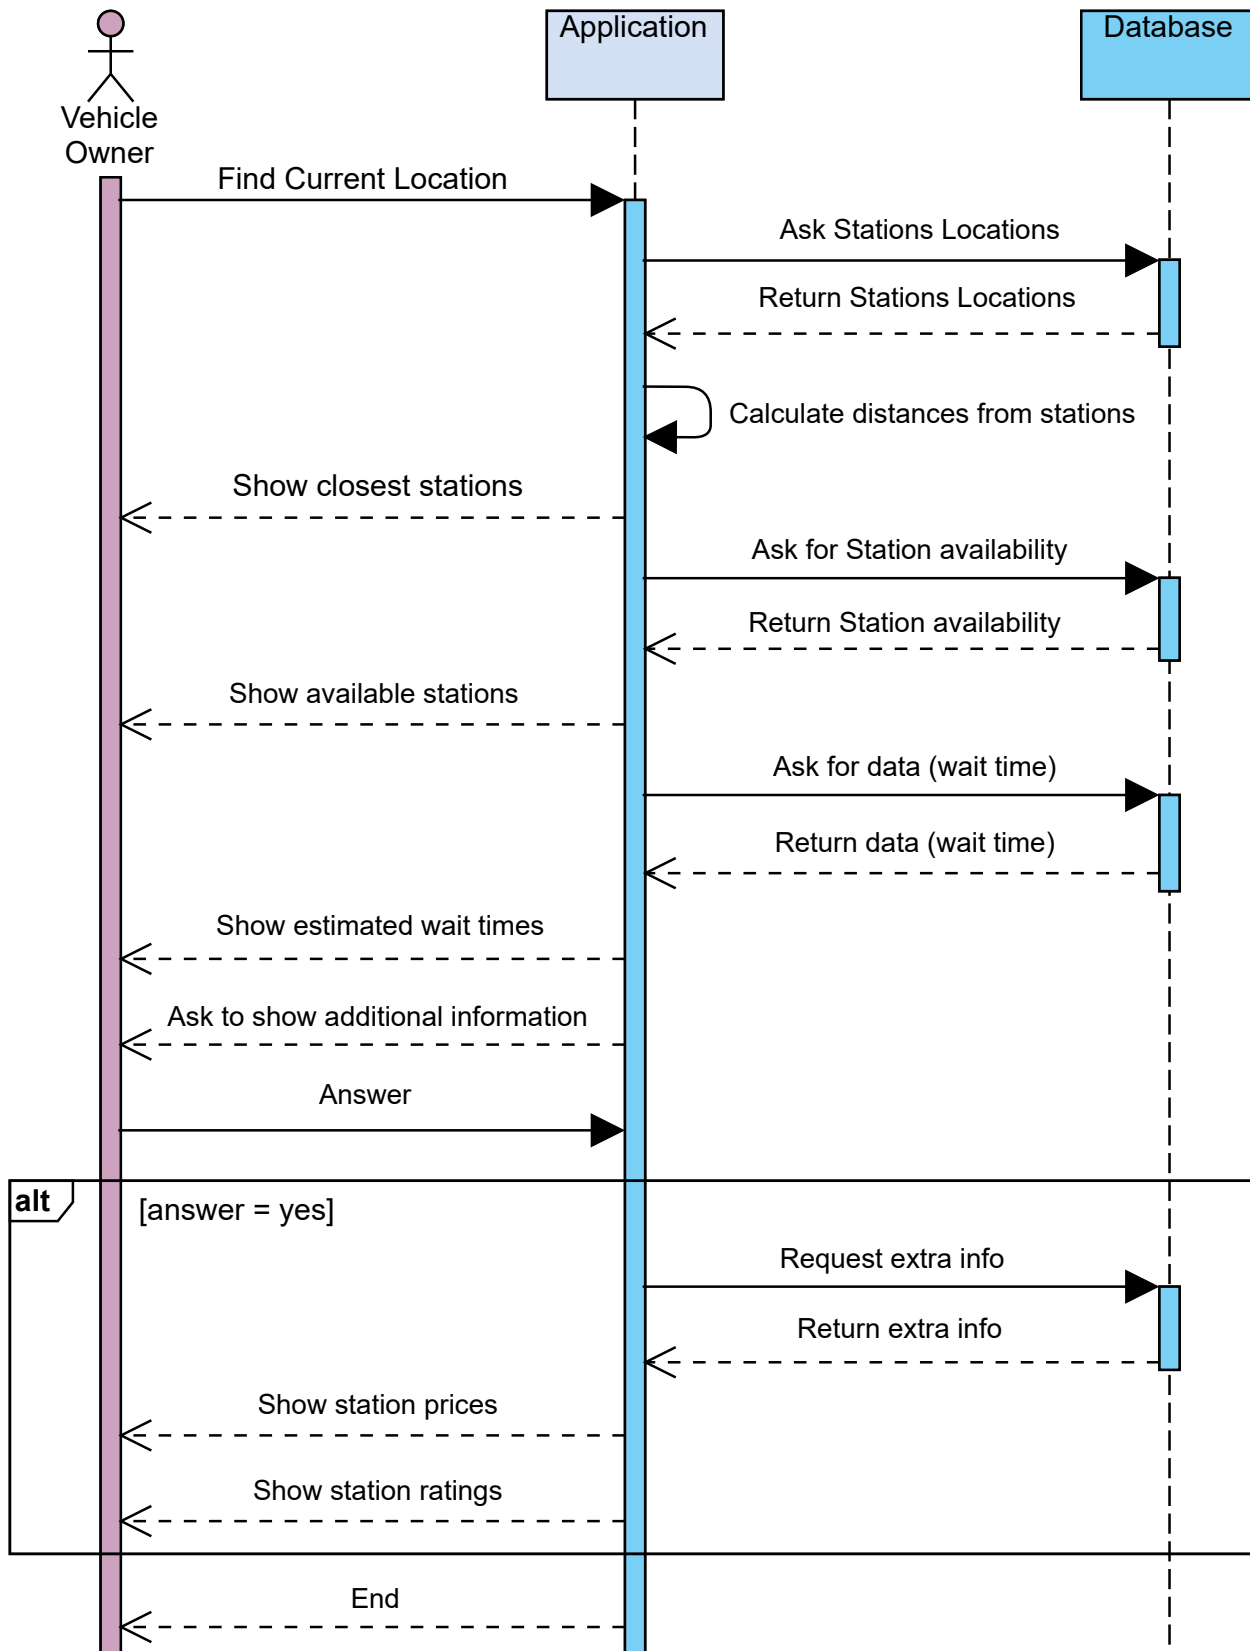 Application
Database
Vehicle
Owner
Find Current Location
Ask Stations Locations
Return Stations Locations
Calculate distances from stations
Show closest stations
Ask for Station availability
Return Station availability
Show available stations
Ask for data (wait time)
Return data (wait time)
Show estimated wait times
Ask to show additional information
Answer
alt
[answer = yes]
Request extra info
Return extra info
Show station prices
Show station ratings
End